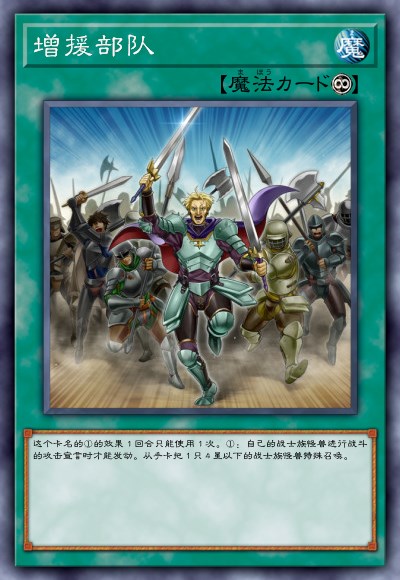 增援部队
魔
まほう
【魔法カード】
这个卡名的①的效果1回合只能使用1次。①：自己的战士族怪兽进行战斗
的攻击宣言时才能发动。从手卡把1只4星以下的战士族怪兽特殊召唤。